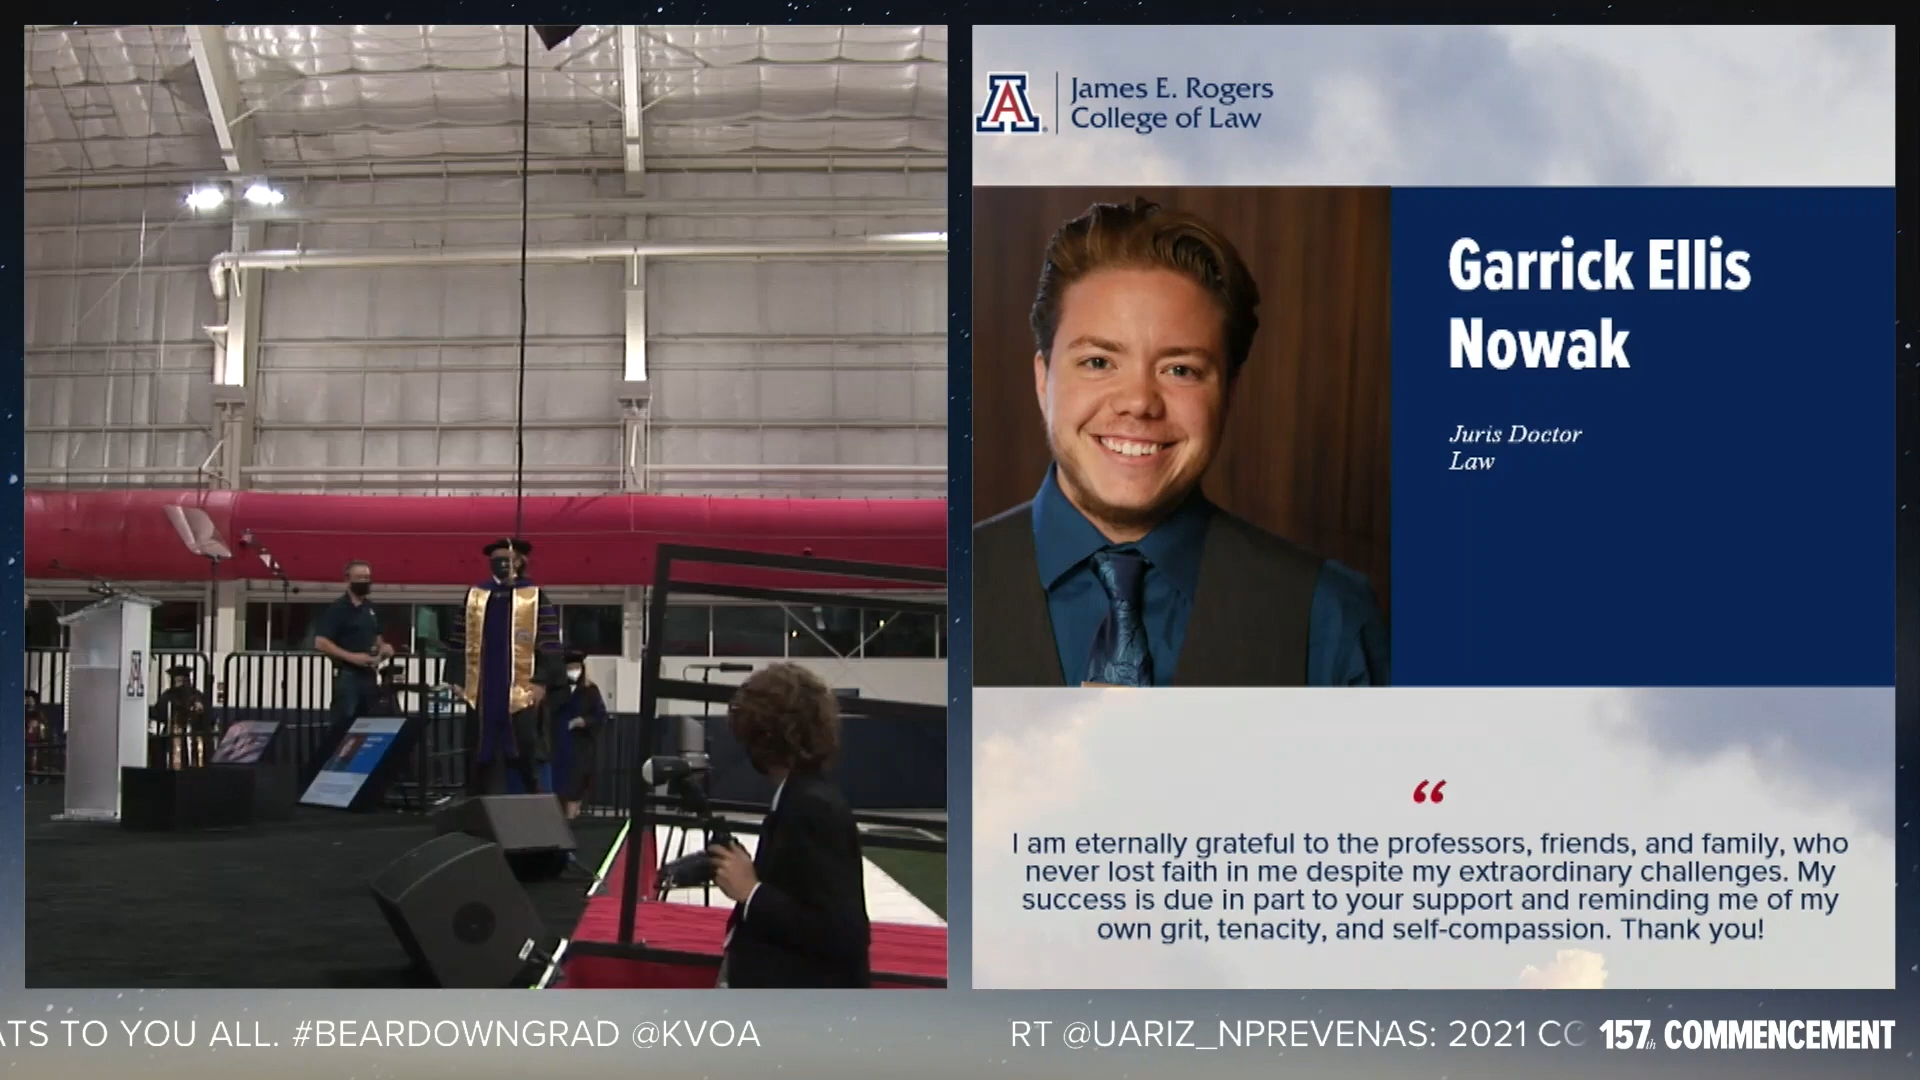 A
James E. Rogers
College of Law
Garrick Ellis
Nowak
Juris Doctor
Law
“
I am eternally grateful to the professors, friends, and family, who
never lost faith in me despite my extraordinary challenges. My
success is due in part to your support and reminding me of my
own grit, tenacity, and self-compassion. Thank you!
ATS TO YOU ALL. #BEARDOWNGRAD @KVOA
RT @UARIZ_NPREVENAS: 2021 CO
157th COMMENCEMENT
A